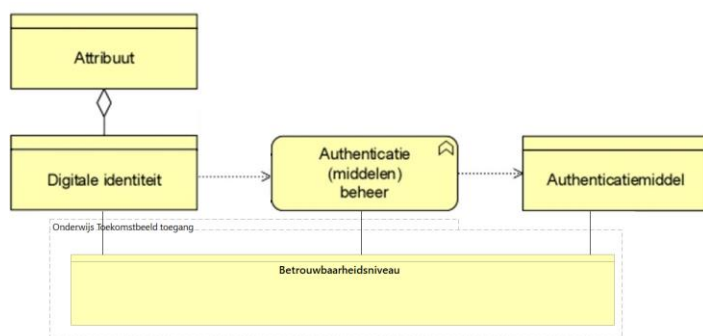 Attribuut
Digitale identiteit
Authenticatie
(middelen)
beheer
Authenticatiemiddel
Onderwijs Toekomstbeeld toegang
Betrouwbaarheidsniveau